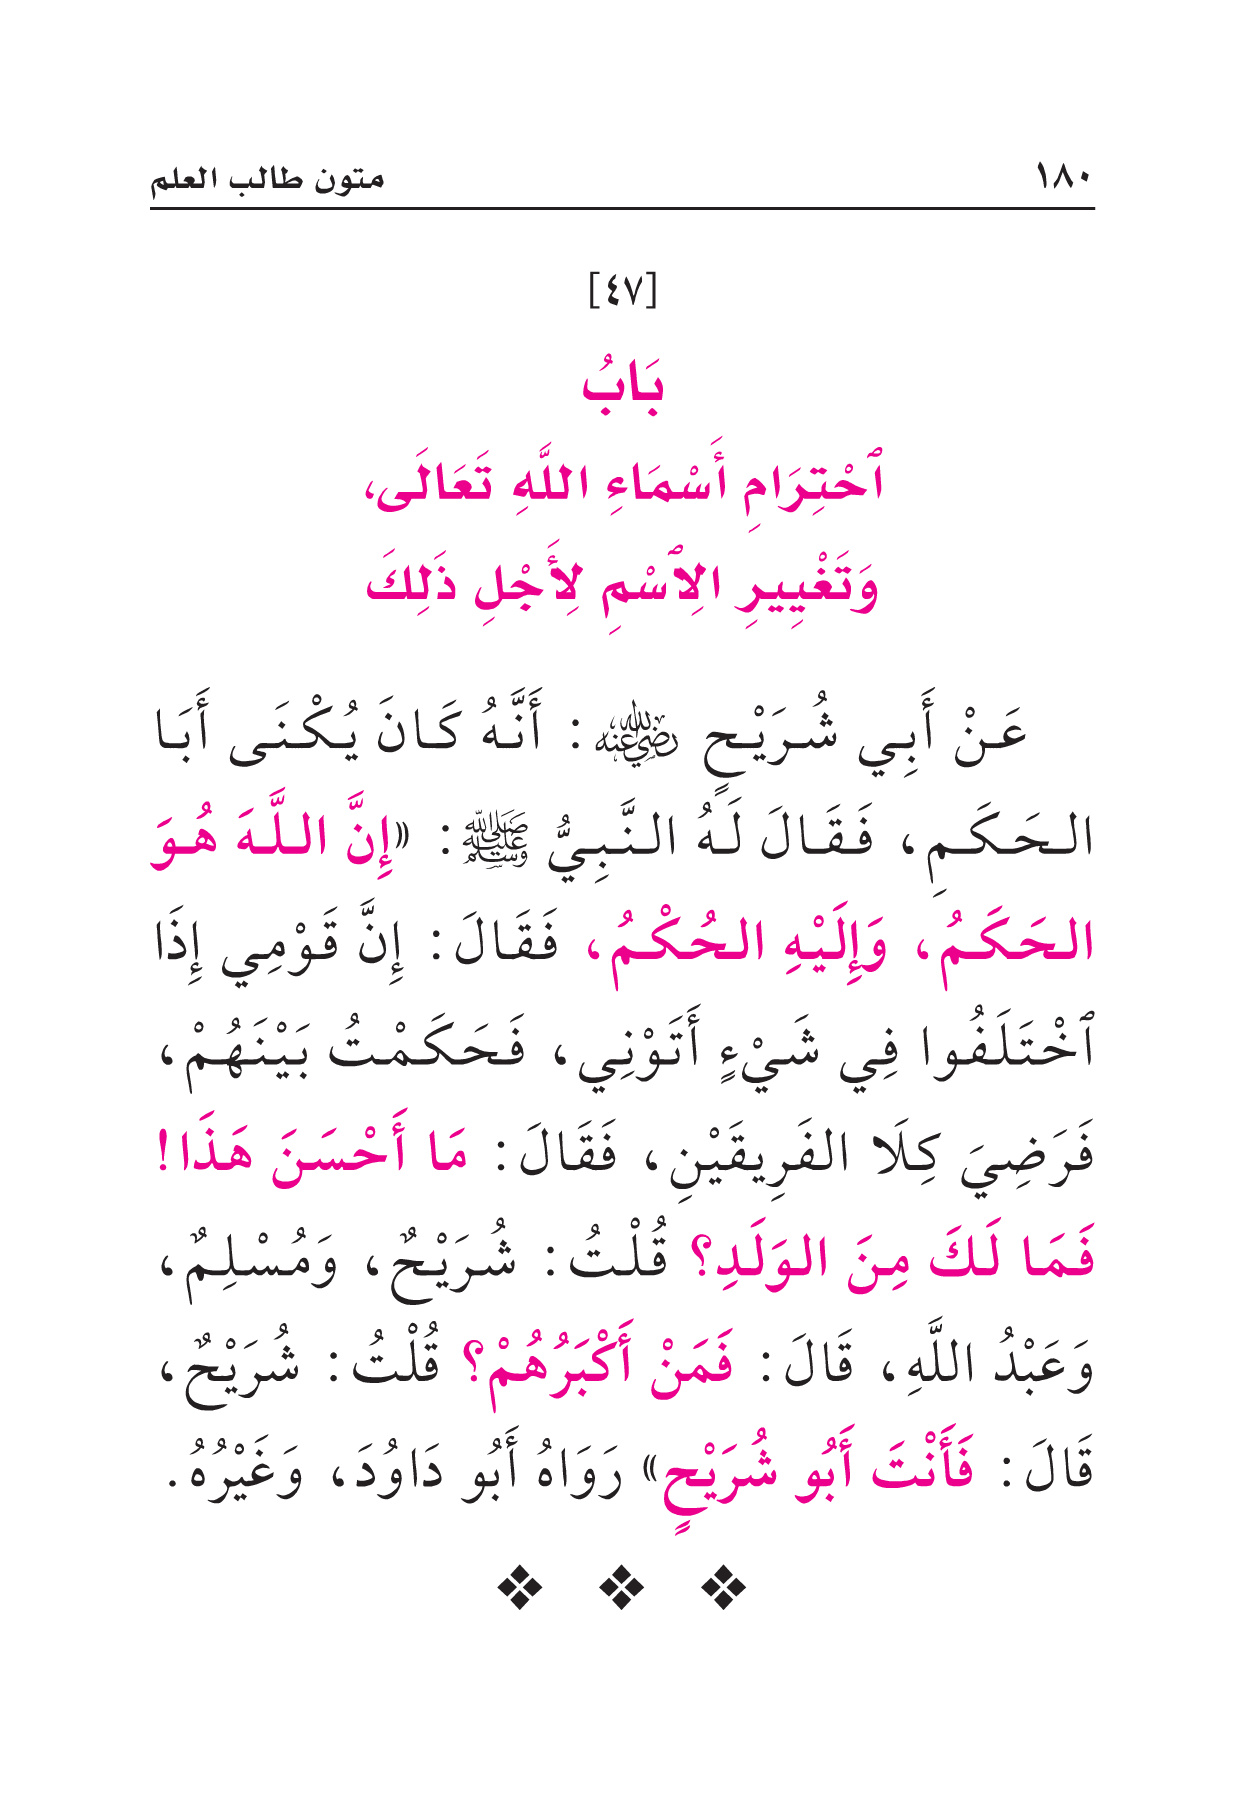 ١٨٠
متون طالب العلم
[٤٧]
بَابُ
ٱحْتِرَامِ أَسْمَاءِ اللَّهِ تَعَالَى،
وَتَغْيِيرِ الِٱسْمِ لِأَجْلِ ذَلِكَ
عَنْ أَبِي شُرَيْحٍ رضي الله عنه: أَنَّهُ كَانَ يُكْنَى أَبَا
الحَكَمِ، فَقَالَ لَهُ النَّبِيُّ ﷺ: «إِنَّ اللَّهَ هُوَ
الحَكَمُ، وَإِلَيْهِ الحُكْمُ، فَقَالَ: إِنَّ قَوْمِي إِذَا
ٱخْتَلَفُوا فِي شَيْءٍ أَتَوْنِي، فَحَكَمْتُ بَيْنَهُمْ،
فَرَضِيَ كِلَا الفَرِيقَيْنِ، فَقَالَ: مَا أَحْسَنَ هَذَا!
فَمَا لَكَ مِنَ الوَلَدِ؟ قُلْتُ: شُرَيْحٌ، وَمُسْلِمٌ،
وَعَبْدُ اللَّهِ، قَالَ: فَمَنْ أَكْبَرُهُمْ؟ قُلْتُ: شُرَيْحٌ،
قَالَ: فَأَنْتَ أَبُو شُرَيْحٍ» رَوَاهُ أَبُو دَاوُدَ، وَغَيْرُهُ.